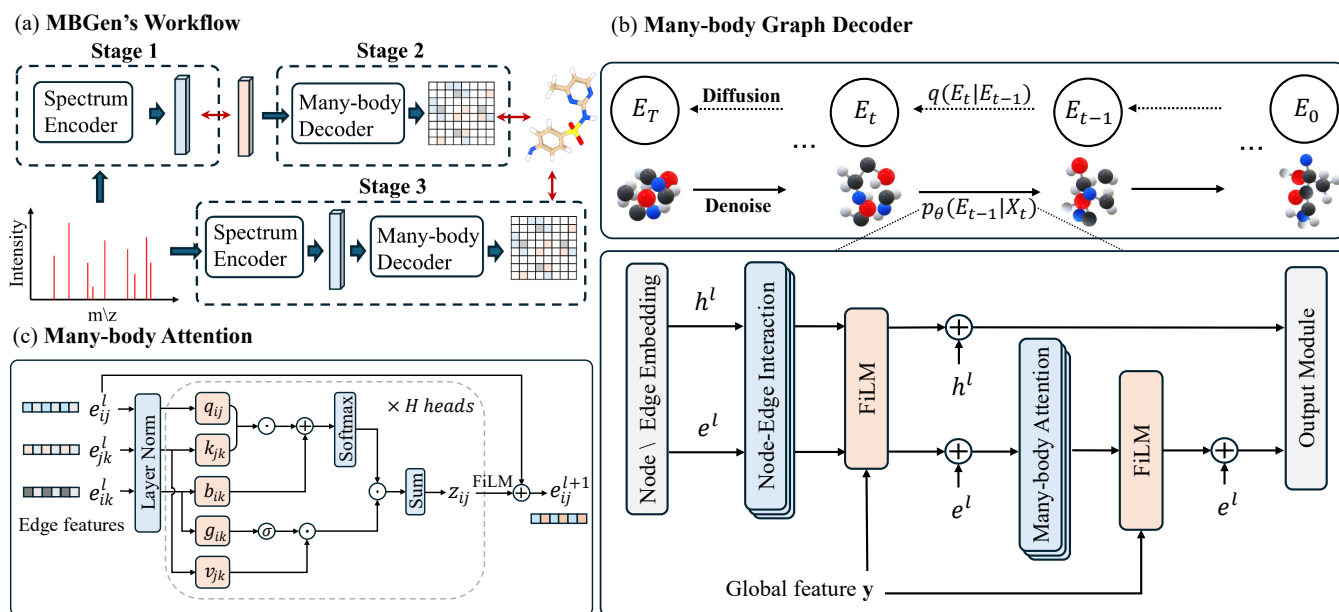 (a) MBGen's Workflow
Stage 1
Stage 2
Spectrum
Encoder
Many-body
Decoder
Stage 3
Spectrum
Encoder
Many-body
Decoder
Intensity
m\z
(b) Many-body Graph Decoder
E_T
Diffusion
...
E_t
q(E_t|E_{t-1})
E_{t-1}
...
E_0
Denoise
p_θ(E_{t-1}|X_t)
Node \ Edge Embedding
h^l
e^l
Node-Edge Interaction
FiLM
h^l
e^l
Many-body Attention
FiLM
e^l
Output Module
Global feature y
(c) Many-body Attention
e_{ij}^l
e_{jk}^l
e_{ik}^l
Edge features
Layer Norm
q_{ij}
k_{jk}
b_{ik}
g_{ik}
v_{jk}
σ
Softmax
× H heads
Sum
z_{ij}
FiLM
e_{ij}^{l+1}